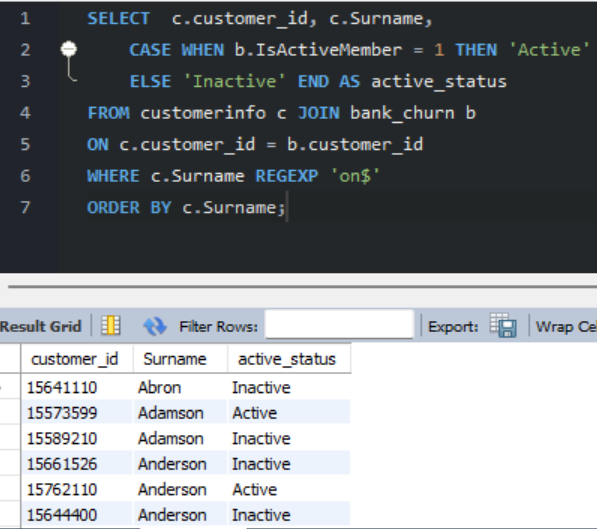 1 SELECT c.customer_id, c.Surname,
2 CASE WHEN b.IsActiveMember = 1 THEN 'Active'
3 ELSE 'Inactive' END AS active_status
4 FROM customerinfo c JOIN bank_churn b
5 ON c.customer_id = b.customer_id
6 WHERE c.Surname REGEXP 'on$'
7 ORDER BY c.Surname;
Result Grid Filter Rows: Export: Wrap Ce
customer_id Surname active_status
15641110 Abron Inactive
15573599 Adamson Active
15589210 Adamson Inactive
15661526 Anderson Inactive
15762110 Anderson Active
15644400 Anderson Inactive